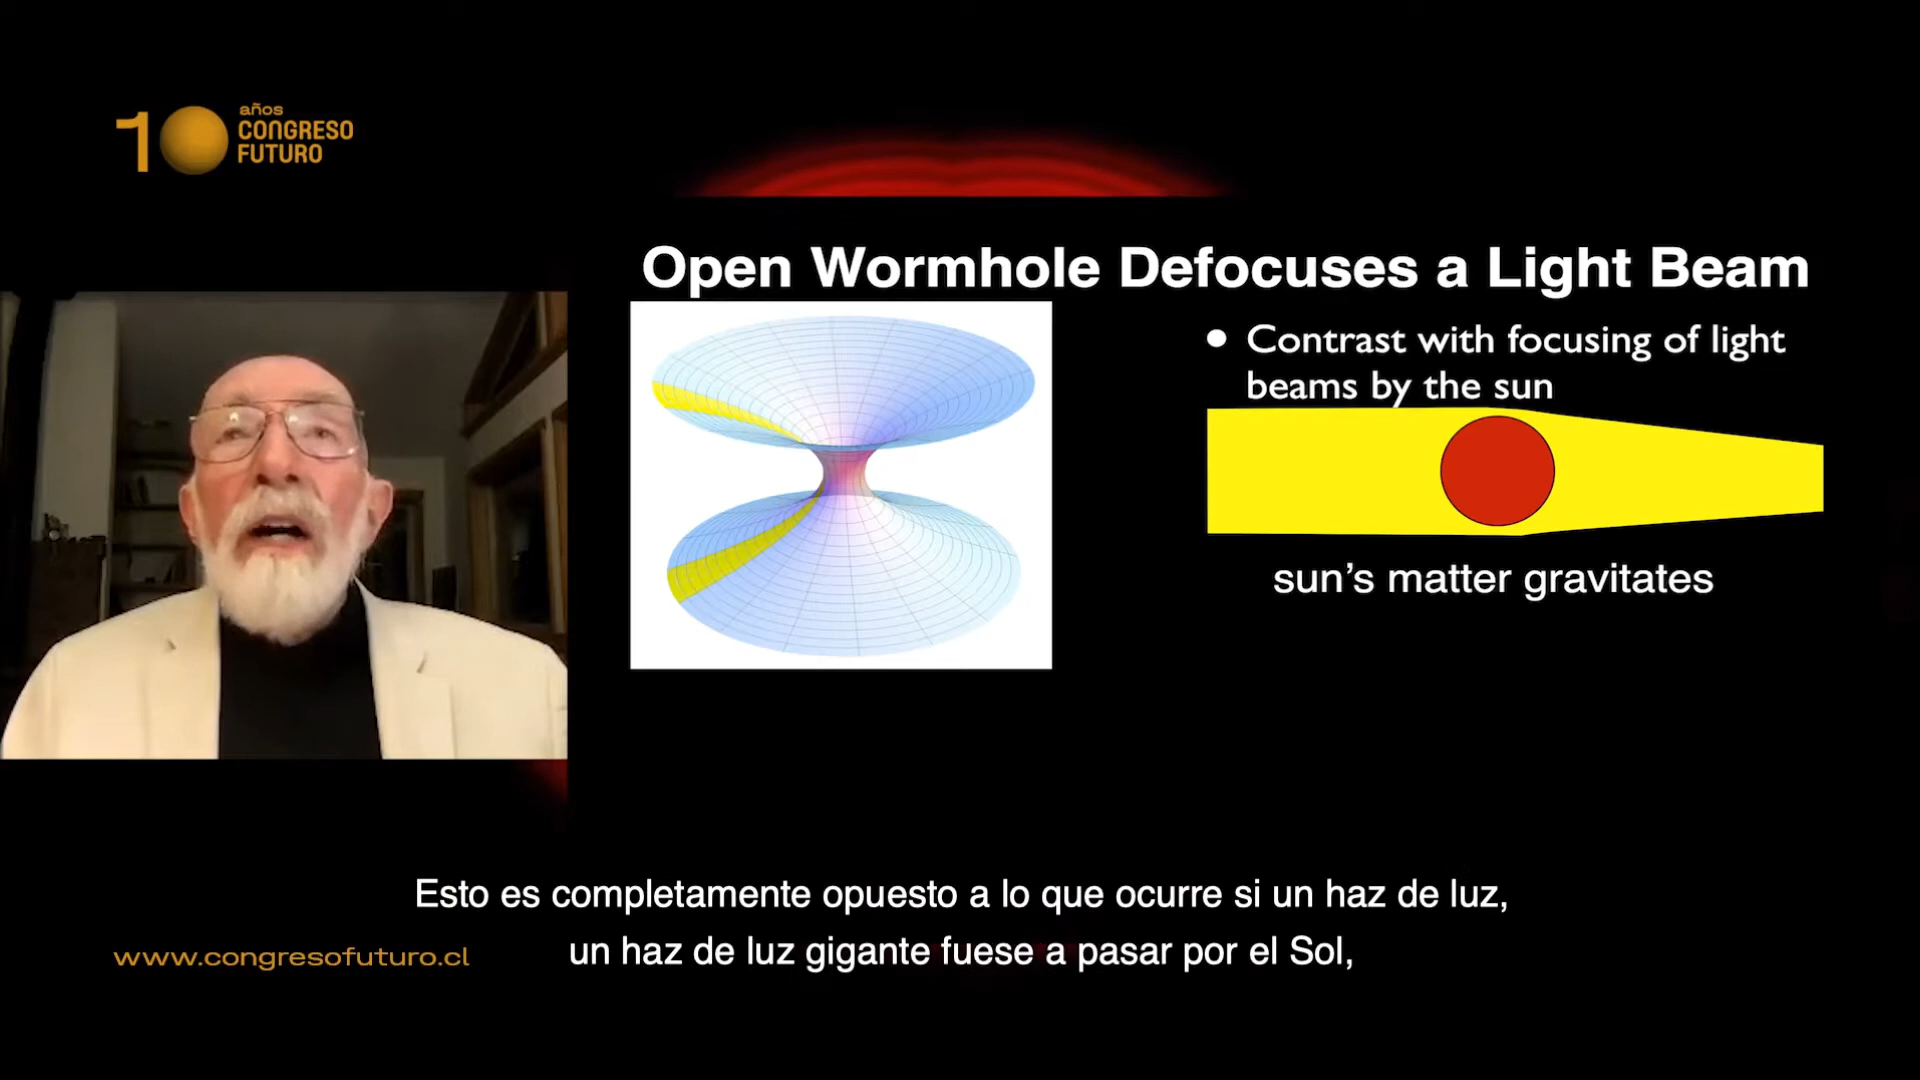 10 años
CONGRESO
FUTURO
Open Wormhole Defocuses a Light Beam
• Contrast with focusing of light
beams by the sun
sun’s matter gravitates
Esto es completamente opuesto a lo que ocurre si un haz de luz,
un haz de luz gigante fuese a pasar por el Sol,
www.congresofuturo.cl